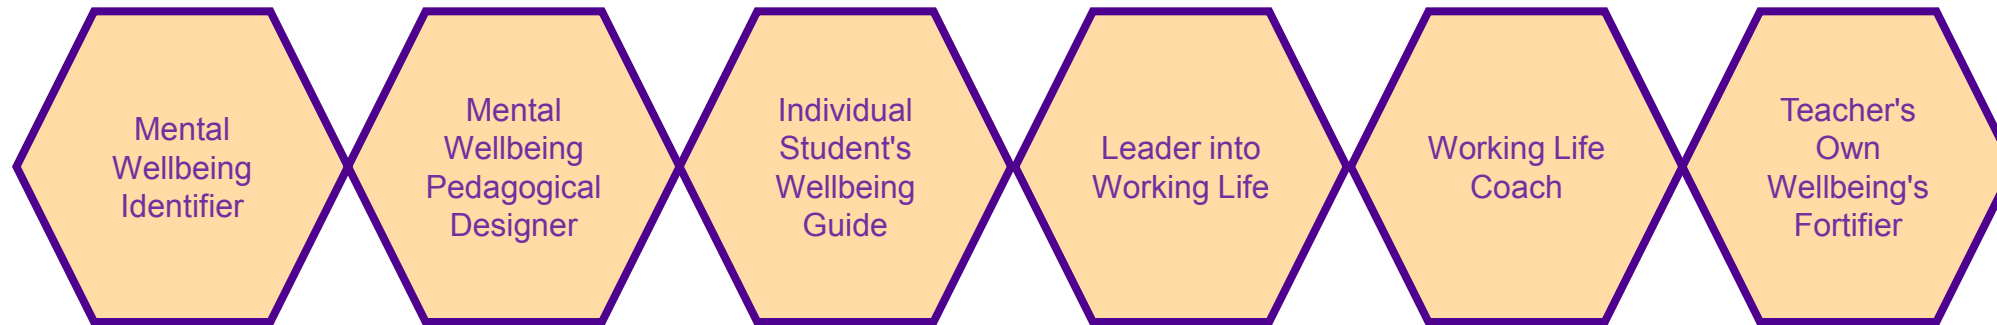 Mental
Wellbeing
Identifier
Mental
Wellbeing
Pedagogical
Designer
Individual
Student's
Wellbeing
Guide
Leader into
Working Life
Working Life
Coach
Teacher's
Own
Wellbeing's
Fortifier